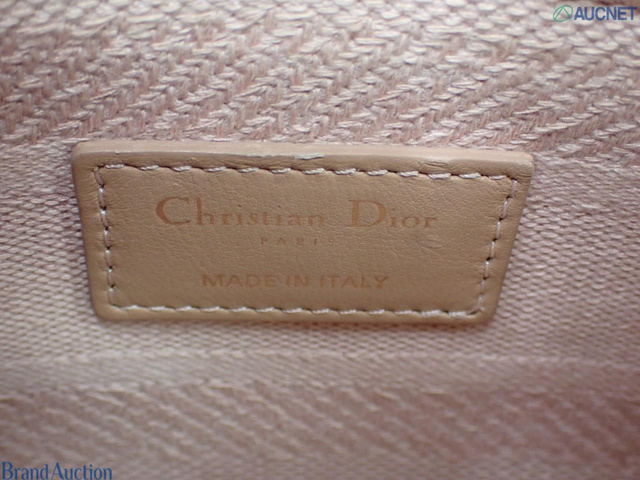 AUCNET
Christian Dior
PARIS
MADE IN ITALY
Brand Auction